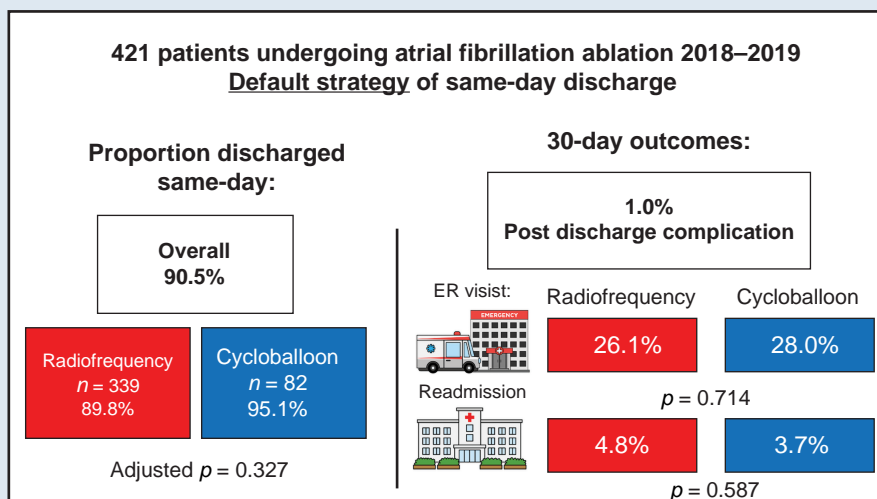 421 patients undergoing atrial fibrillation ablation 2018–2019
Default strategy of same-day discharge
Proportion discharged
same-day:
Overall
90.5%
Radiofrequency
n = 339
89.8%
Cycloballoon
n = 82
95.1%
Adjusted p = 0.327
30-day outcomes:
1.0%
Post discharge complication
ER visist:
Radiofrequency
Cycloballoon
EMERGENCY
26.1%
28.0%
p = 0.714
Readmission
4.8%
3.7%
p = 0.587